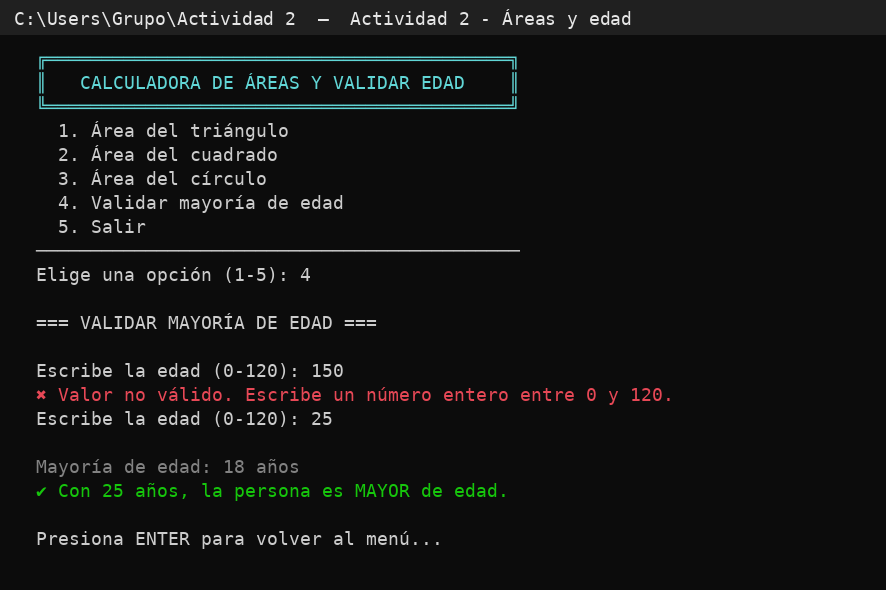 C:\Users\Grupo\Actividad 2  —  Actividad 2 - Áreas y edad
CALCULADORA DE ÁREAS Y VALIDAR EDAD
1. Área del triángulo
2. Área del cuadrado
3. Área del círculo
4. Validar mayoría de edad
5. Salir
Elige una opción (1-5): 4
=== VALIDAR MAYORÍA DE EDAD ===
Escribe la edad (0-120): 150
✖ Valor no válido. Escribe un número entero entre 0 y 120.
Escribe la edad (0-120): 25
Mayoría de edad: 18 años
✔ Con 25 años, la persona es MAYOR de edad.
Presiona ENTER para volver al menú...